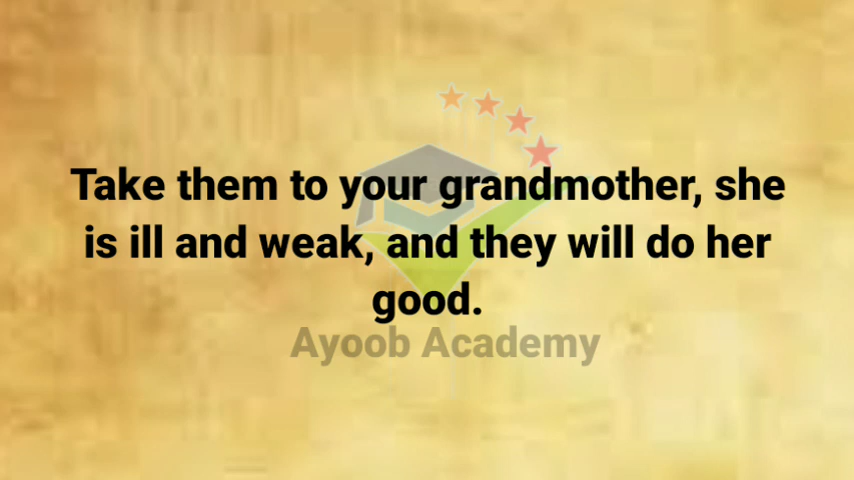 Take them to your grandmother, she
is ill and weak, and they will do her
good.
Ayoob Academy